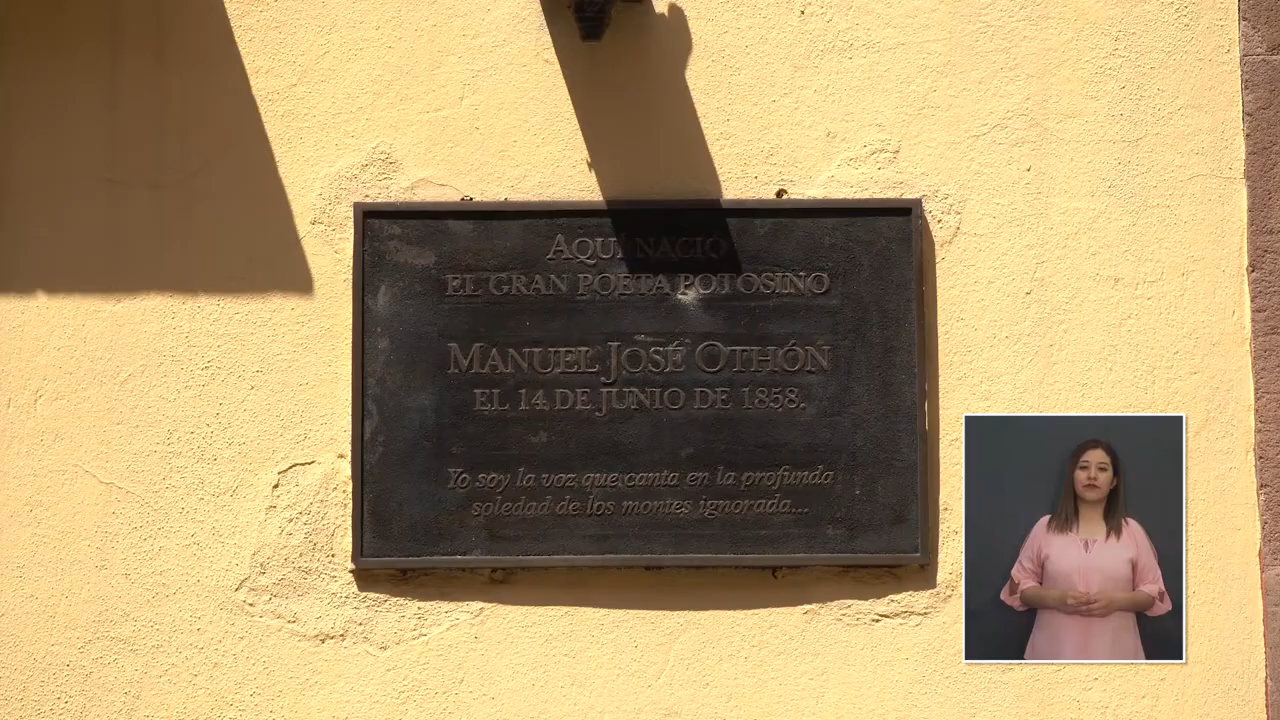 AQUÍ NACIO
EL GRAN POETA POTOSINO
MANUEL JOSÉ OTHÓN
EL 14 DE JUNIO DE 1858.
Yo soy la voz que canta en la profunda
soledad de los montes ignorada...